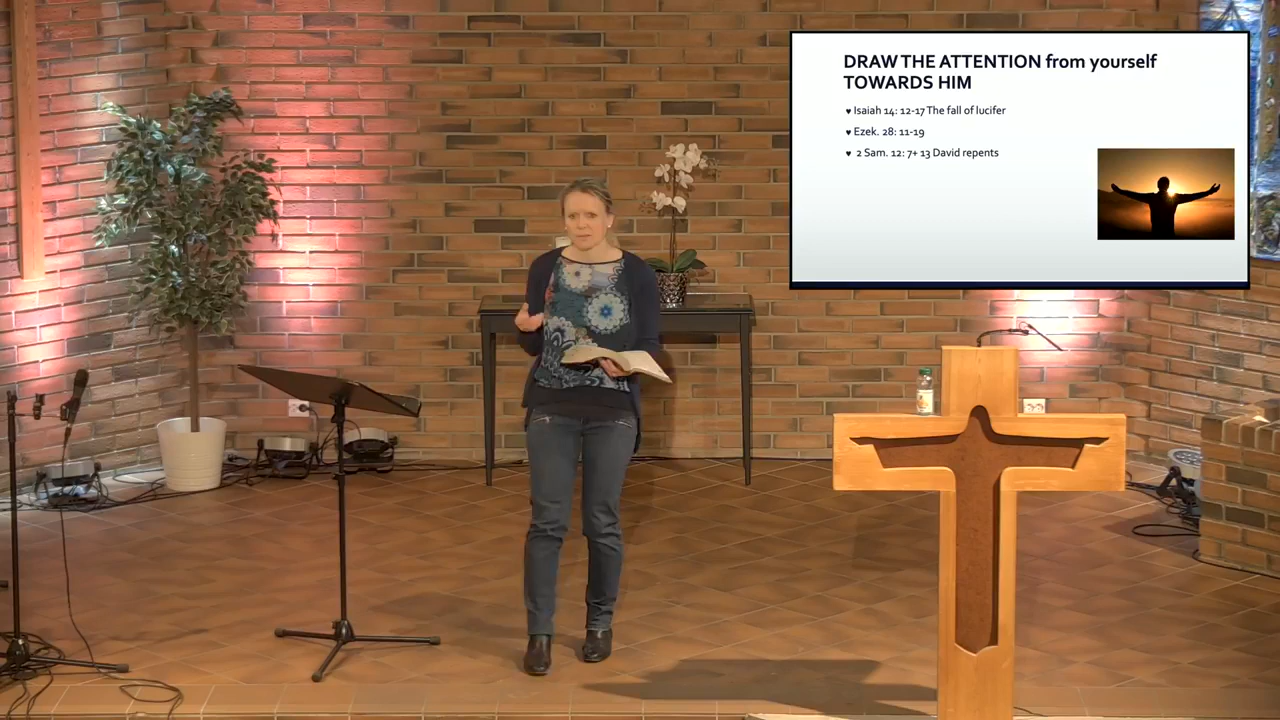 DRAW THE ATTENTION from yourself
TOWARDS HIM
♥ Isaiah 14: 12-17 The fall of lucifer
♥ Ezek. 28: 11-19
♥ 2 Sam. 12: 7+ 13 David repents